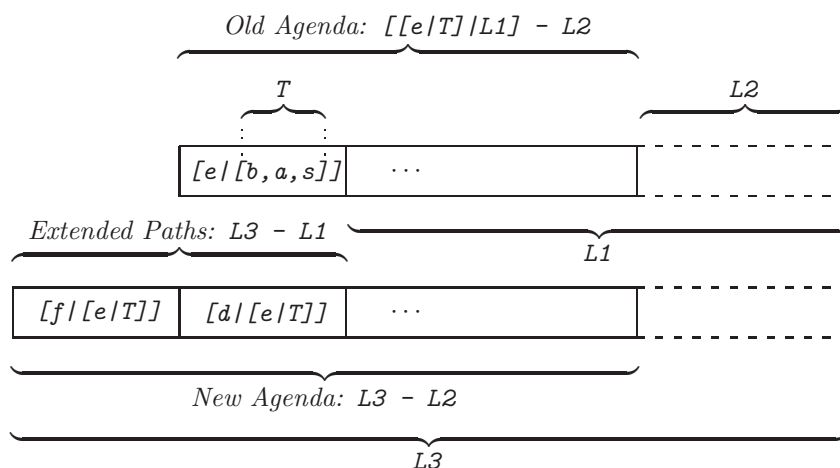 Old Agenda: [[e|T]|L1] - L2
T
L2
[e|[b,a,s]]
...
Extended Paths: L3 - L1
L1
[f|[e|T]]
[d|[e|T]]
...
New Agenda: L3 - L2
L3